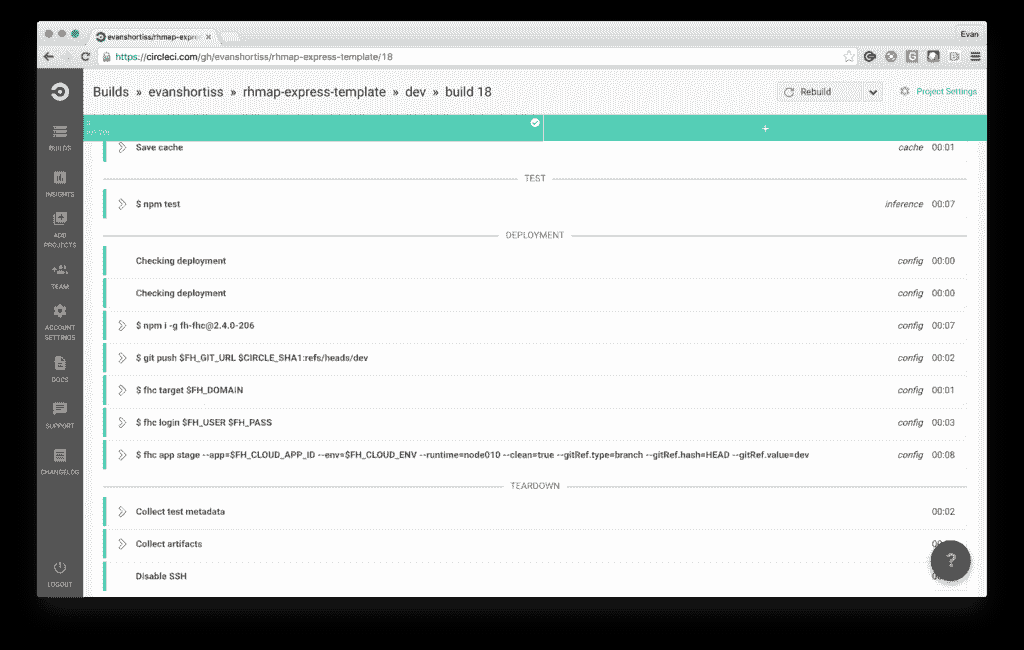 evanshortiss/rhmap-expres
Evan
https://circleci.com/gh/evanshortiss/rhmap-express-template/18
Builds » evanshortiss » rhmap-express-template » dev » build 18
Rebuild
Project Settings
BUILDS
INSIGHTS
ADD
PROJECTS
TEAM
ACCOUNT
SETTINGS
DOCS
SUPPORT
CHANGELOG
LOGOUT
Save cache cache 00:01
TEST
$ npm test inference 00:07
DEPLOYMENT
Checking deployment config 00:00
Checking deployment config 00:00
$ npm i -g fh-fhc@2.4.0-206 config 00:07
$ git push $FH_GIT_URL $CIRCLE_SHA1:refs/heads/dev config 00:02
$ fhc target $FH_DOMAIN config 00:01
$ fhc login $FH_USER $FH_PASS config 00:03
$ fhc app stage --app=$FH_CLOUD_APP_ID --env=$FH_CLOUD_ENV --runtime=node010 --clean=true --gitRef.type=branch --gitRef.hash=HEAD --gitRef.value=dev config 00:08
TEARDOWN
Collect test metadata 00:02
Collect artifacts
Disable SSH
?